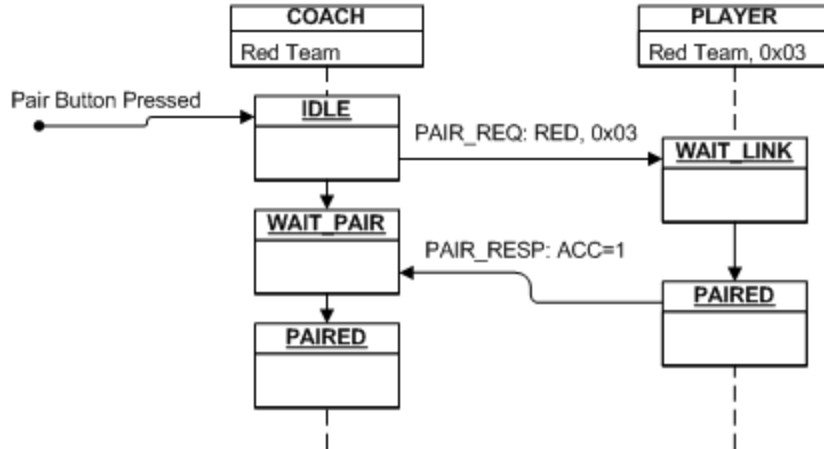 COACH
Red Team
PLAYER
Red Team, 0x03
Pair Button Pressed
IDLE
PAIR_REQ: RED, 0x03
WAIT_LINK
WAIT_PAIR
PAIR_RESP: ACC=1
PAIRED
PAIRED